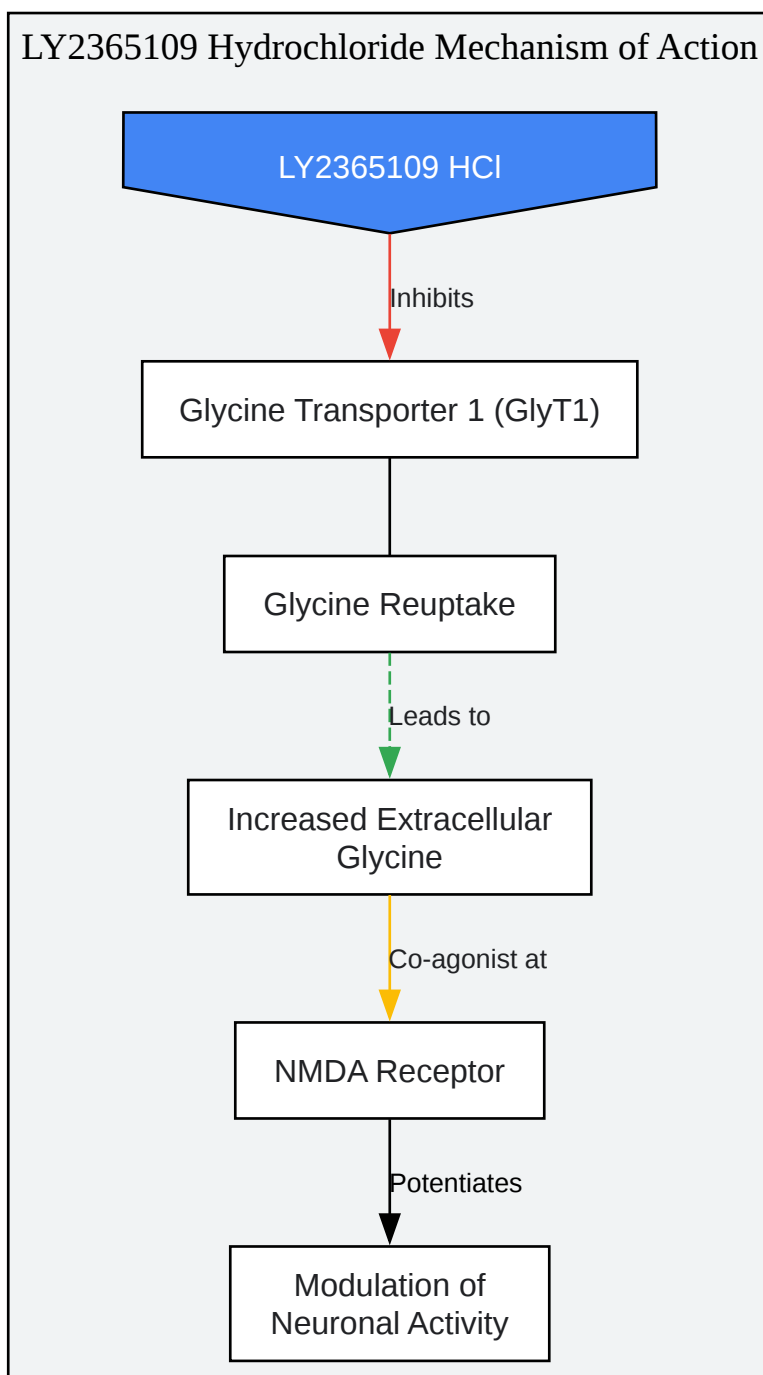 LY2365109 Hydrochloride Mechanism of Action
LY2365109 HCl
Inhibits
Glycine Transporter 1 (GlyT1)
Glycine Reuptake
Leads to
Increased Extracellular
Glycine
Co-agonist at
NMDA Receptor
Potentiates
Modulation of
Neuronal Activity